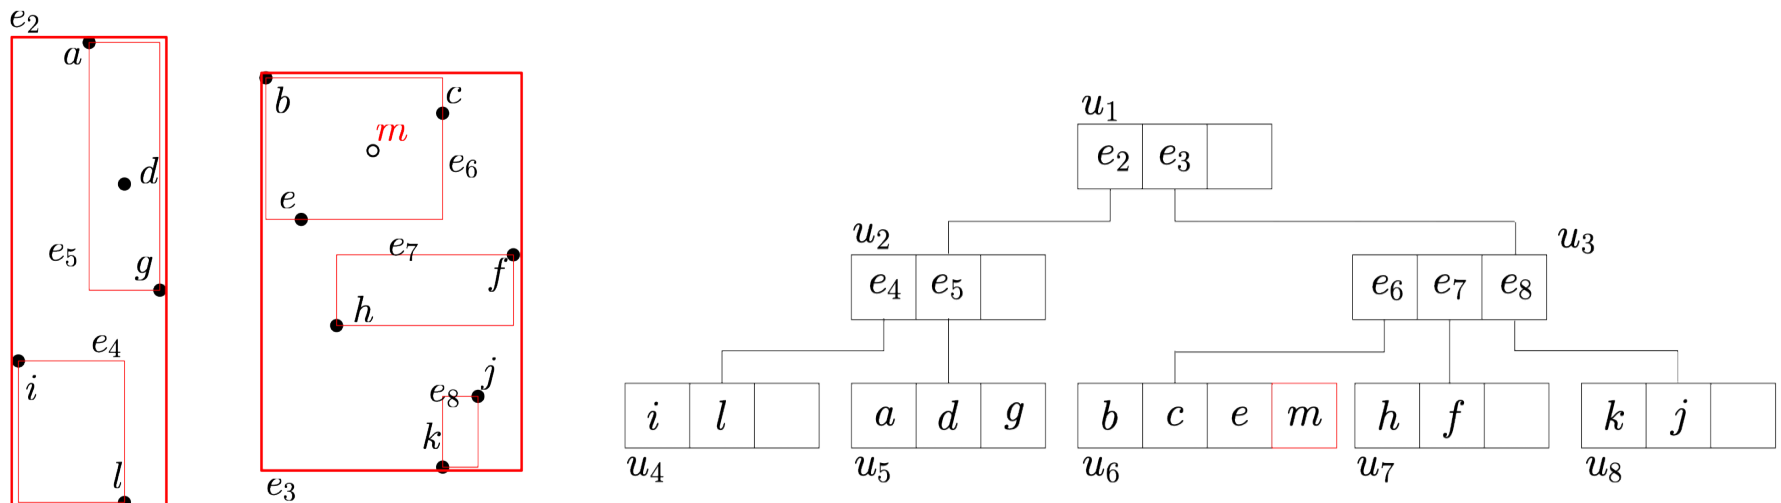 e₂
a
b
c
m
d
e₆
e
e₅
g
e₇
f
h
e₄
i
j
e₈
k
l
e₃
u₁
e₂ e₃
u₂
u₃
e₄ e₅
e₆ e₇ e₈
i l
a d g
b c e m
h f
k j
u₄
u₅
u₆
u₇
u₈